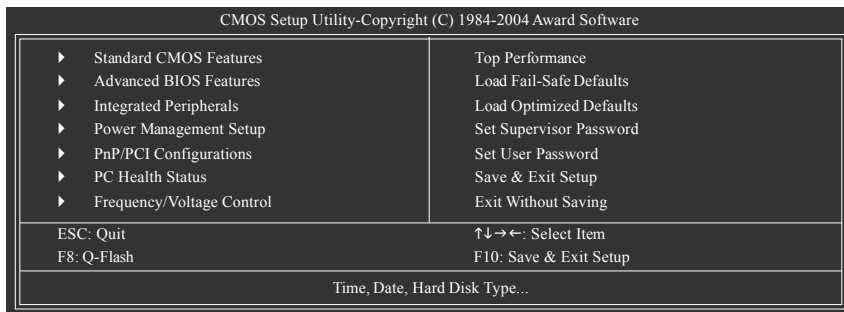 CMOS Setup Utility-Copyright (C) 1984-2004 Award Software
Standard CMOS Features
Advanced BIOS Features
Integrated Peripherals
Power Management Setup
PnP/PCI Configurations
PC Health Status
Frequency/Voltage Control
Top Performance
Load Fail-Safe Defaults
Load Optimized Defaults
Set Supervisor Password
Set User Password
Save & Exit Setup
Exit Without Saving
ESC: Quit
F8: Q-Flash
↑↓→←: Select Item
F10: Save & Exit Setup
Time, Date, Hard Disk Type...